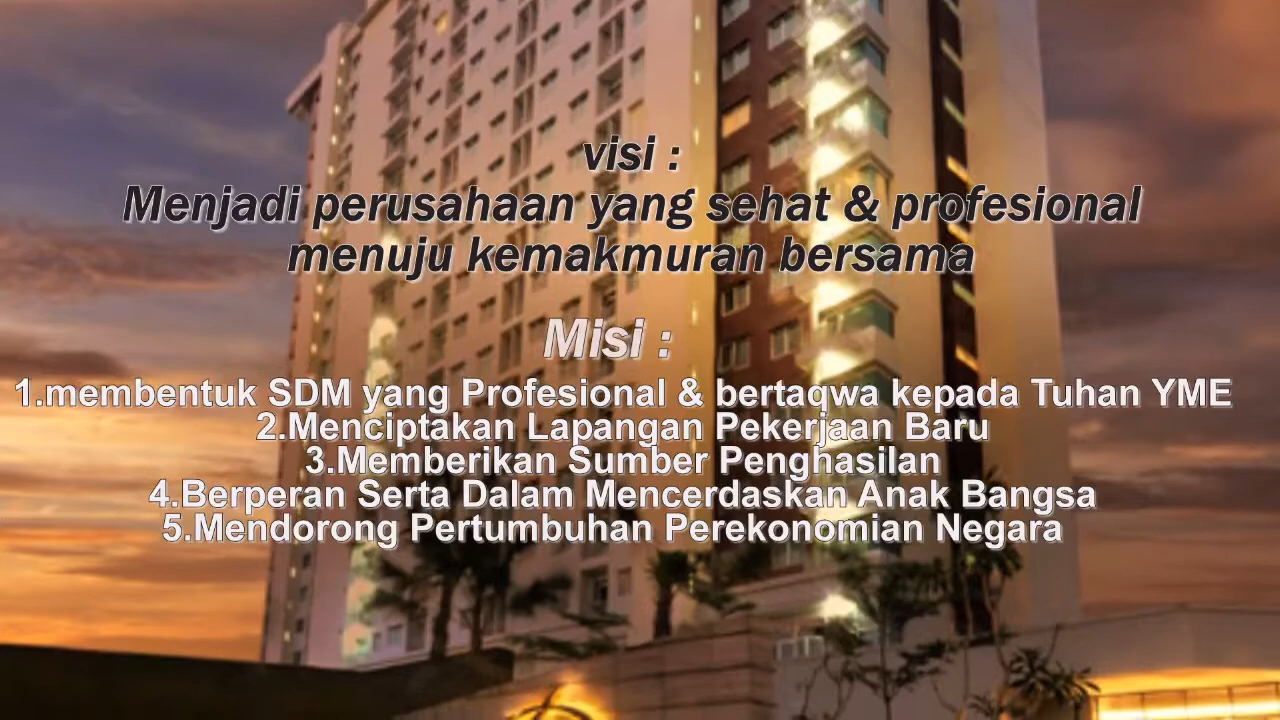 visi :
Menjadi perusahaan yang sehat & profesional
menuju kemakmuran bersama
Misi :
1.membentuk SDM yang Profesional & bertaqwa kepada Tuhan YME
2.Menciptakan Lapangan Pekerjaan Baru
3.Memberikan Sumber Penghasilan
4.Berperan Serta Dalam Mencerdaskan Anak Bangsa
5.Mendorong Pertumbuhan Perekonomian Negara